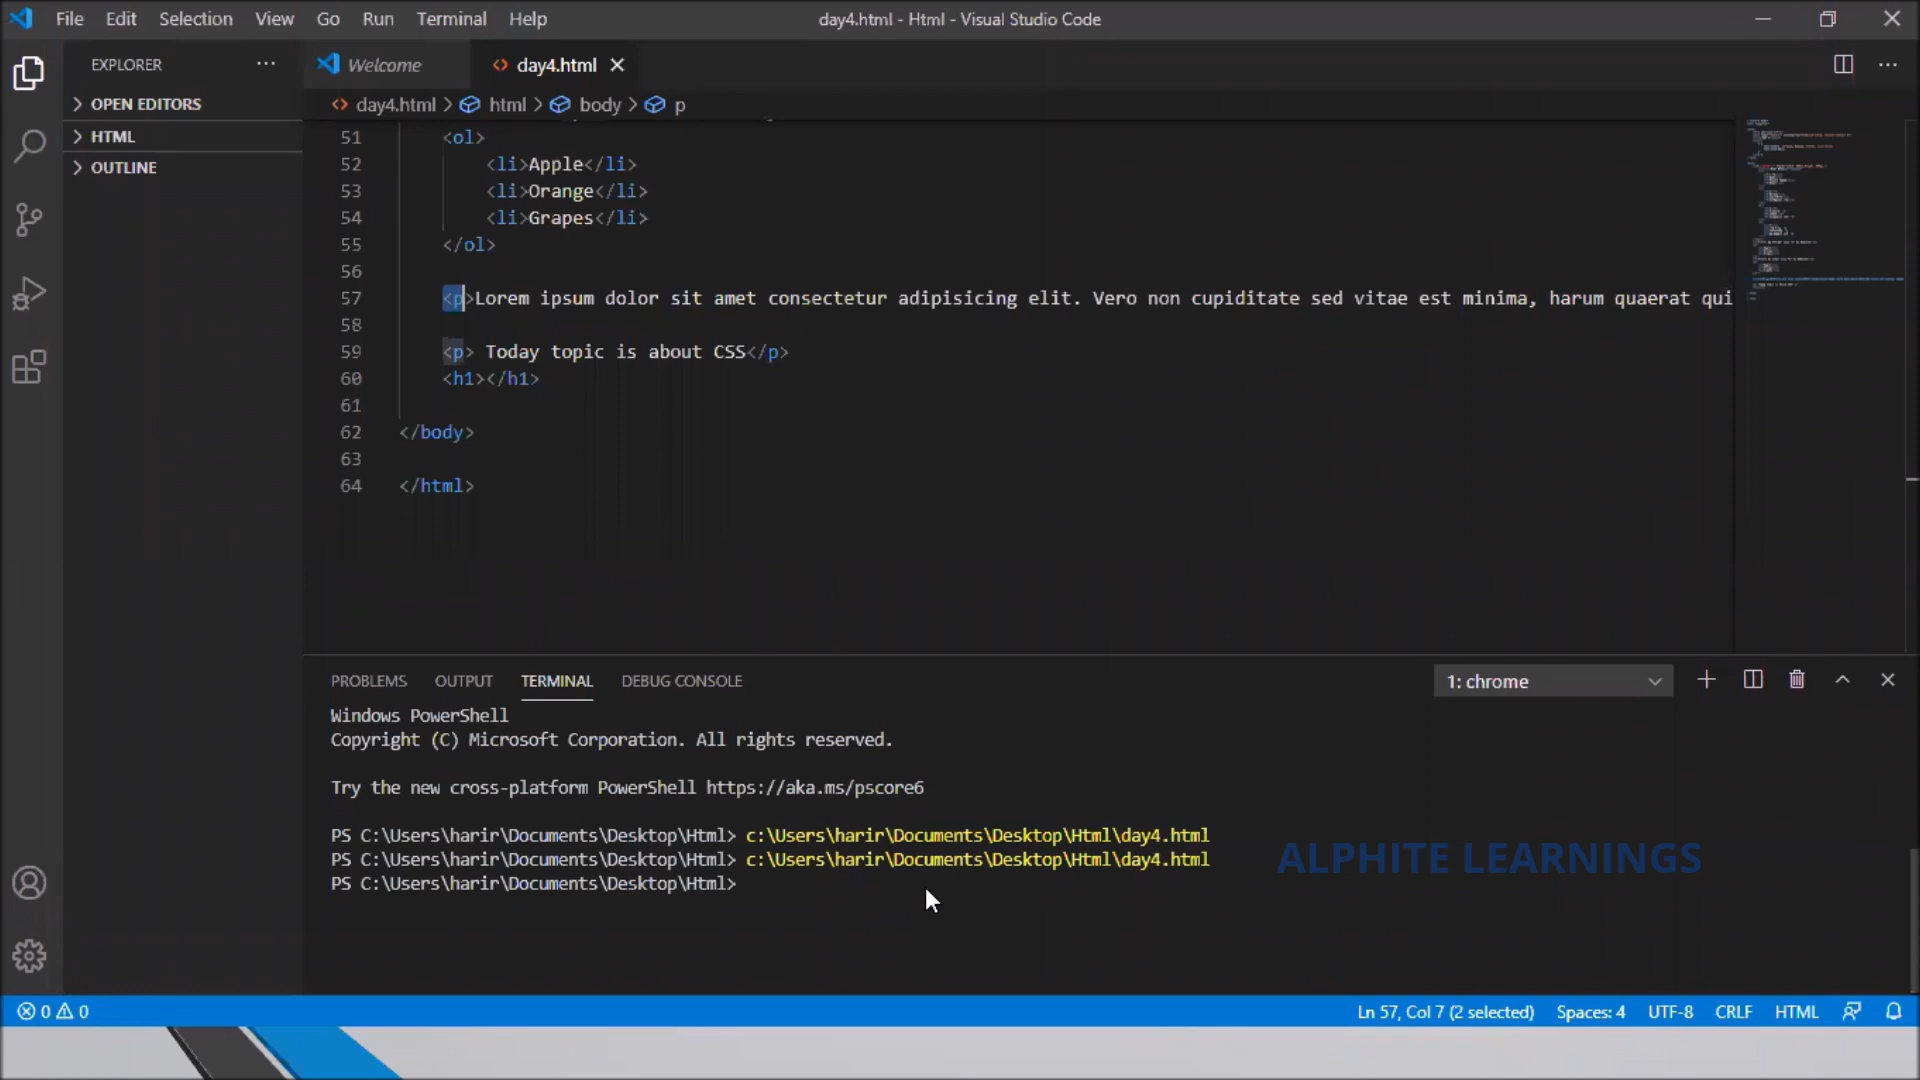 File Edit Selection View Go Run Terminal Help day4.html - Html - Visual Studio Code
EXPLORER
OPEN EDITORS
HTML
OUTLINE
Welcome day4.html
day4.html > html > body > p
51 <ol>
52 <li>Apple</li>
53 <li>Orange</li>
54 <li>Grapes</li>
55 </ol>
56
57 <p>Lorem ipsum dolor sit amet consectetur adipisicing elit. Vero non cupiditate sed vitae est minima, harum quaerat qui
58
59 <p> Today topic is about CSS</p>
60 <h1></h1>
61
62 </body>
63
64 </html>
PROBLEMS OUTPUT TERMINAL DEBUG CONSOLE 1: chrome
Windows PowerShell
Copyright (C) Microsoft Corporation. All rights reserved.
Try the new cross-platform PowerShell https://aka.ms/pscore6
PS C:\Users\harir\Documents\Desktop\Html> c:\Users\harir\Documents\Desktop\Html\day4.html
PS C:\Users\harir\Documents\Desktop\Html> c:\Users\harir\Documents\Desktop\Html\day4.html
PS C:\Users\harir\Documents\Desktop\Html>
ALPHITE LEARNINGS
0 0 Ln 57, Col 7 (2 selected) Spaces: 4 UTF-8 CRLF HTML